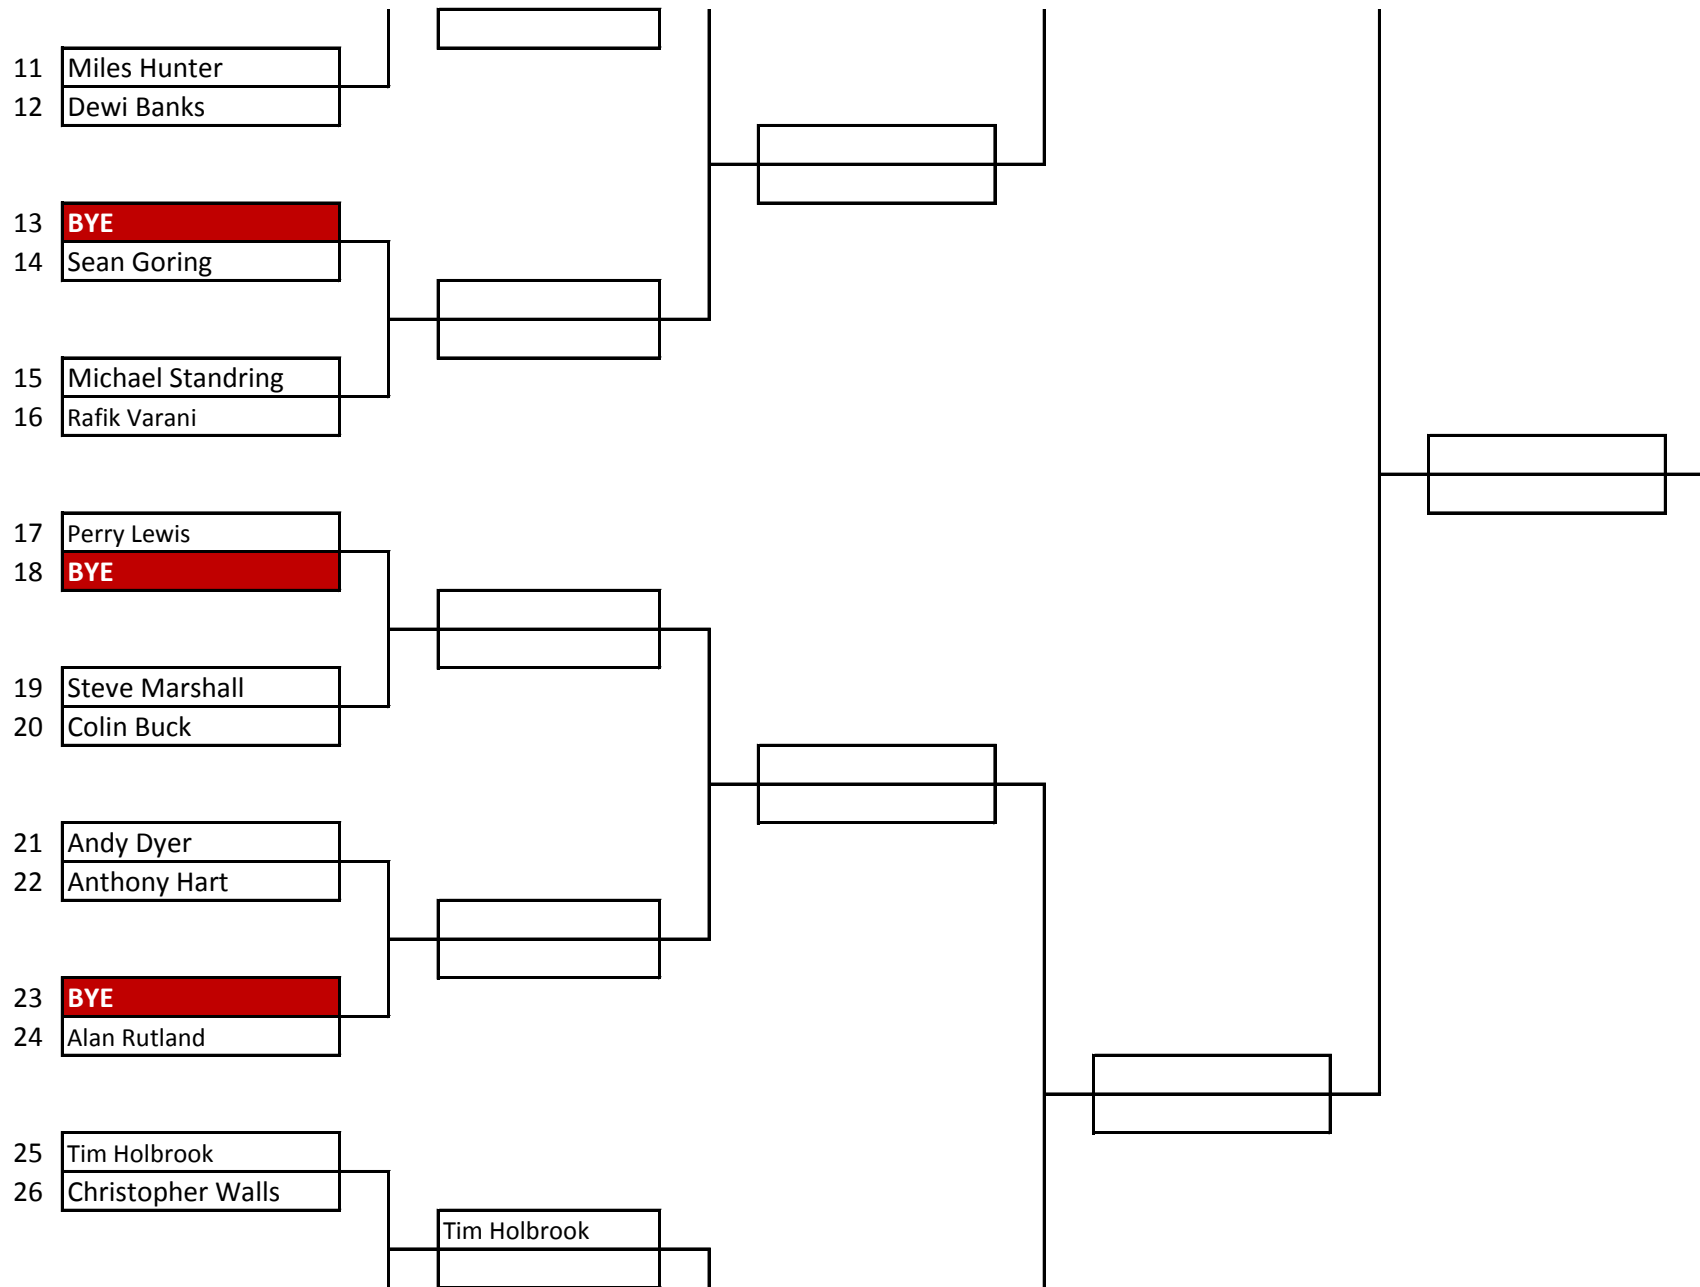 11 Miles Hunter
12 Dewi Banks
13 BYE
14 Sean Goring
15 Michael Standring
16 Rafik Varani
17 Perry Lewis
18 BYE
19 Steve Marshall
20 Colin Buck
21 Andy Dyer
22 Anthony Hart
23 BYE
24 Alan Rutland
25 Tim Holbrook
26 Christopher Walls
Tim Holbrook